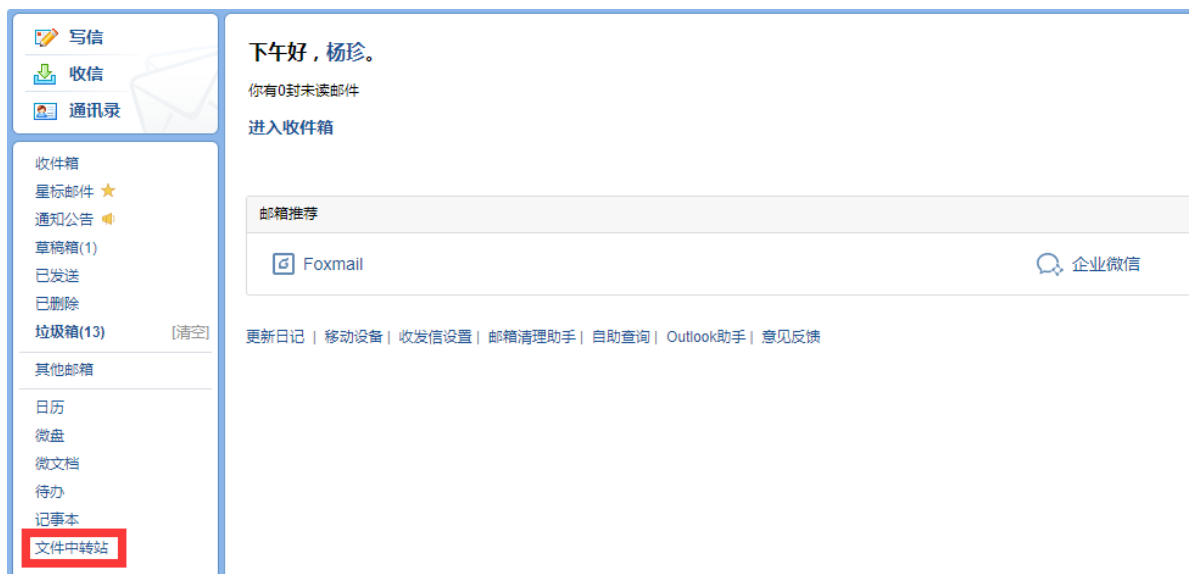 写信
收信
通讯录
收件箱
星标邮件
通知公告
草稿箱(1)
已发送
已删除
垃圾箱(13) [清空]
其他邮箱
日历
微盘
微文档
待办
记事本
文件中转站
下午好，杨珍。
你有0封未读邮件
进入收件箱
邮箱推荐
Foxmail 企业微信
更新日记 | 移动设备 | 收发信设置 | 邮箱清理助手 | 自助查询 | Outlook助手 | 意见反馈